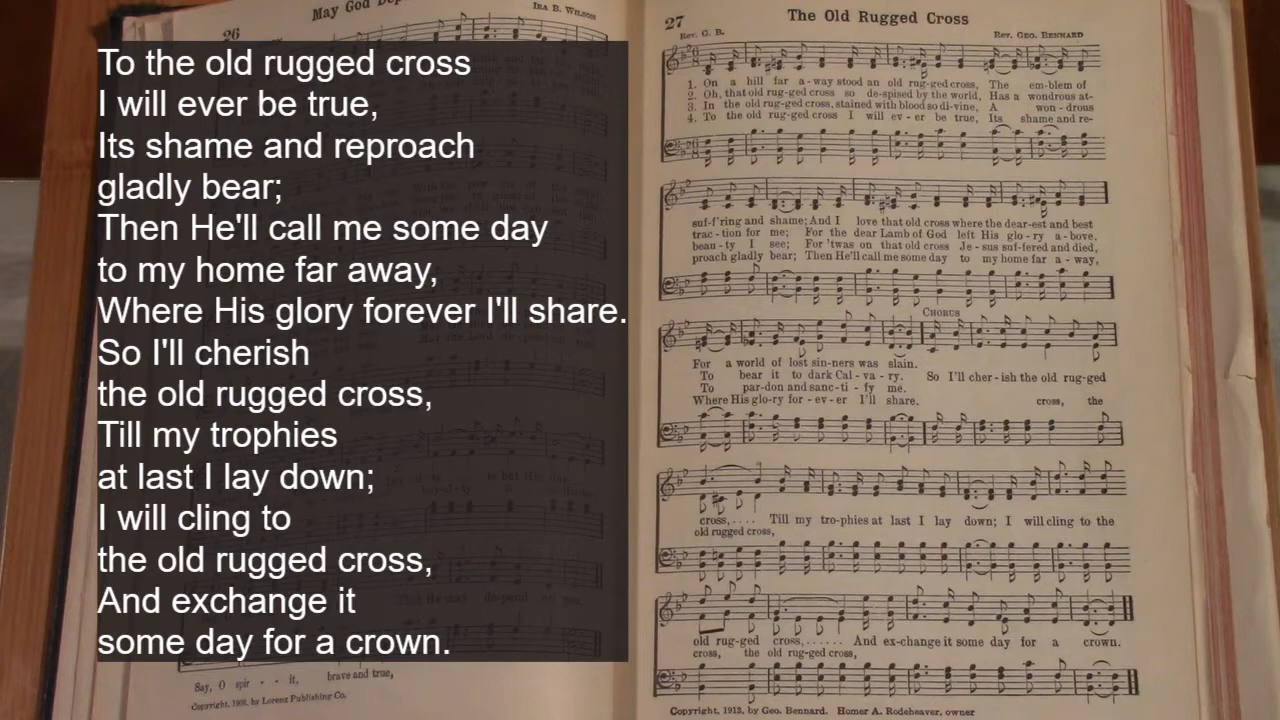 26
May God Dep
IRA B. WILSON
To the old rugged cross
I will ever be true,
Its shame and reproach
gladly bear;
Then He'll call me some day
to my home far away,
Where His glory forever I'll share.
So I'll cherish
the old rugged cross,
Till my trophies
at last I lay down;
I will cling to
the old rugged cross,
And exchange it
some day for a crown.
Say, O spir - - it, brave and true,
Copyright, 1908, by Lorenz Publishing Co.
27
The Old Rugged Cross
REV. G. B.
REV. GEO. BENNARD
1. On a hill far a-way stood an old rug-ged cross, The em-blem of
2. Oh, that old rug-ged cross so de-spised by the world, Has a wondrous at-
3. In the old rug-ged cross, stained with blood so di-vine, A won-drous
4. To the old rug-ged cross I will ev-er be true, Its shame and re-
suf-f'ring and shame; And I love that old cross where the dear-est and best
trac-tion for me; For the dear Lamb of God left His glo-ry a-bove,
beau-ty I see; For 'twas on that old cross Je-sus suf-fered and died,
proach gladly bear; Then He'll call me some day to my home far a-way,
CHORUS
For a world of lost sin-ners was slain.
To bear it to dark Cal-va-ry. So I'll cher-ish the old rug-ged
To par-don and sanc-ti-fy me.
Where His glo-ry for-ev-er I'll share. cross, the
cross, .... Till my tro-phies at last I lay down; I will cling to the
old rugged cross,
old rug-ged cross, ...... And ex-change it some day for a crown.
cross, the old rug-ged cross,
Copyright, 1913, by Geo. Bennard. Homer A. Rodeheaver, owner